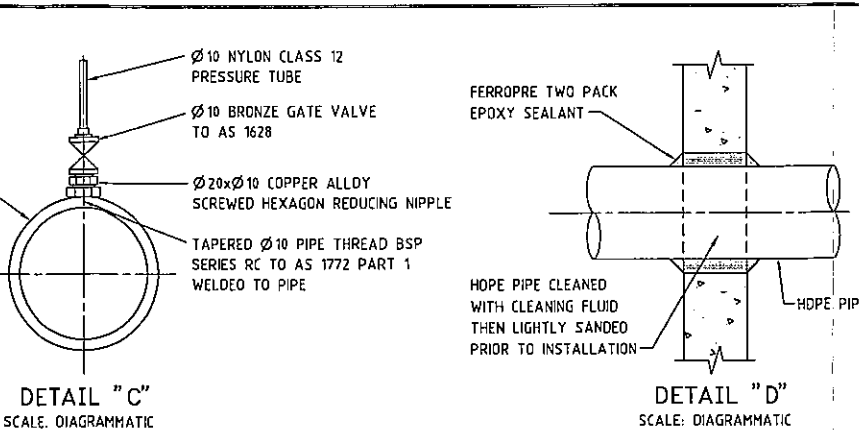 Ø10 NYLON CLASS 12
PRESSURE TUBE
Ø10 BRONZE GATE VALVE
TO AS 1628
Ø20xØ10 COPPER ALLOY
SCREWED HEXAGON REDUCING NIPPLE
TAPERED Ø10 PIPE THREAD BSP
SERIES RC TO AS 1772 PART 1
WELDED TO PIPE
DETAIL "C"
SCALE. DIAGRAMMATIC
FERROPRE TWO PACK
EPOXY SEALANT
HDPE PIPE CLEANED
WITH CLEANING FLUID
THEN LIGHTLY SANDED
PRIOR TO INSTALLATION
HDPE PIP
DETAIL "D"
SCALE: DIAGRAMMATIC